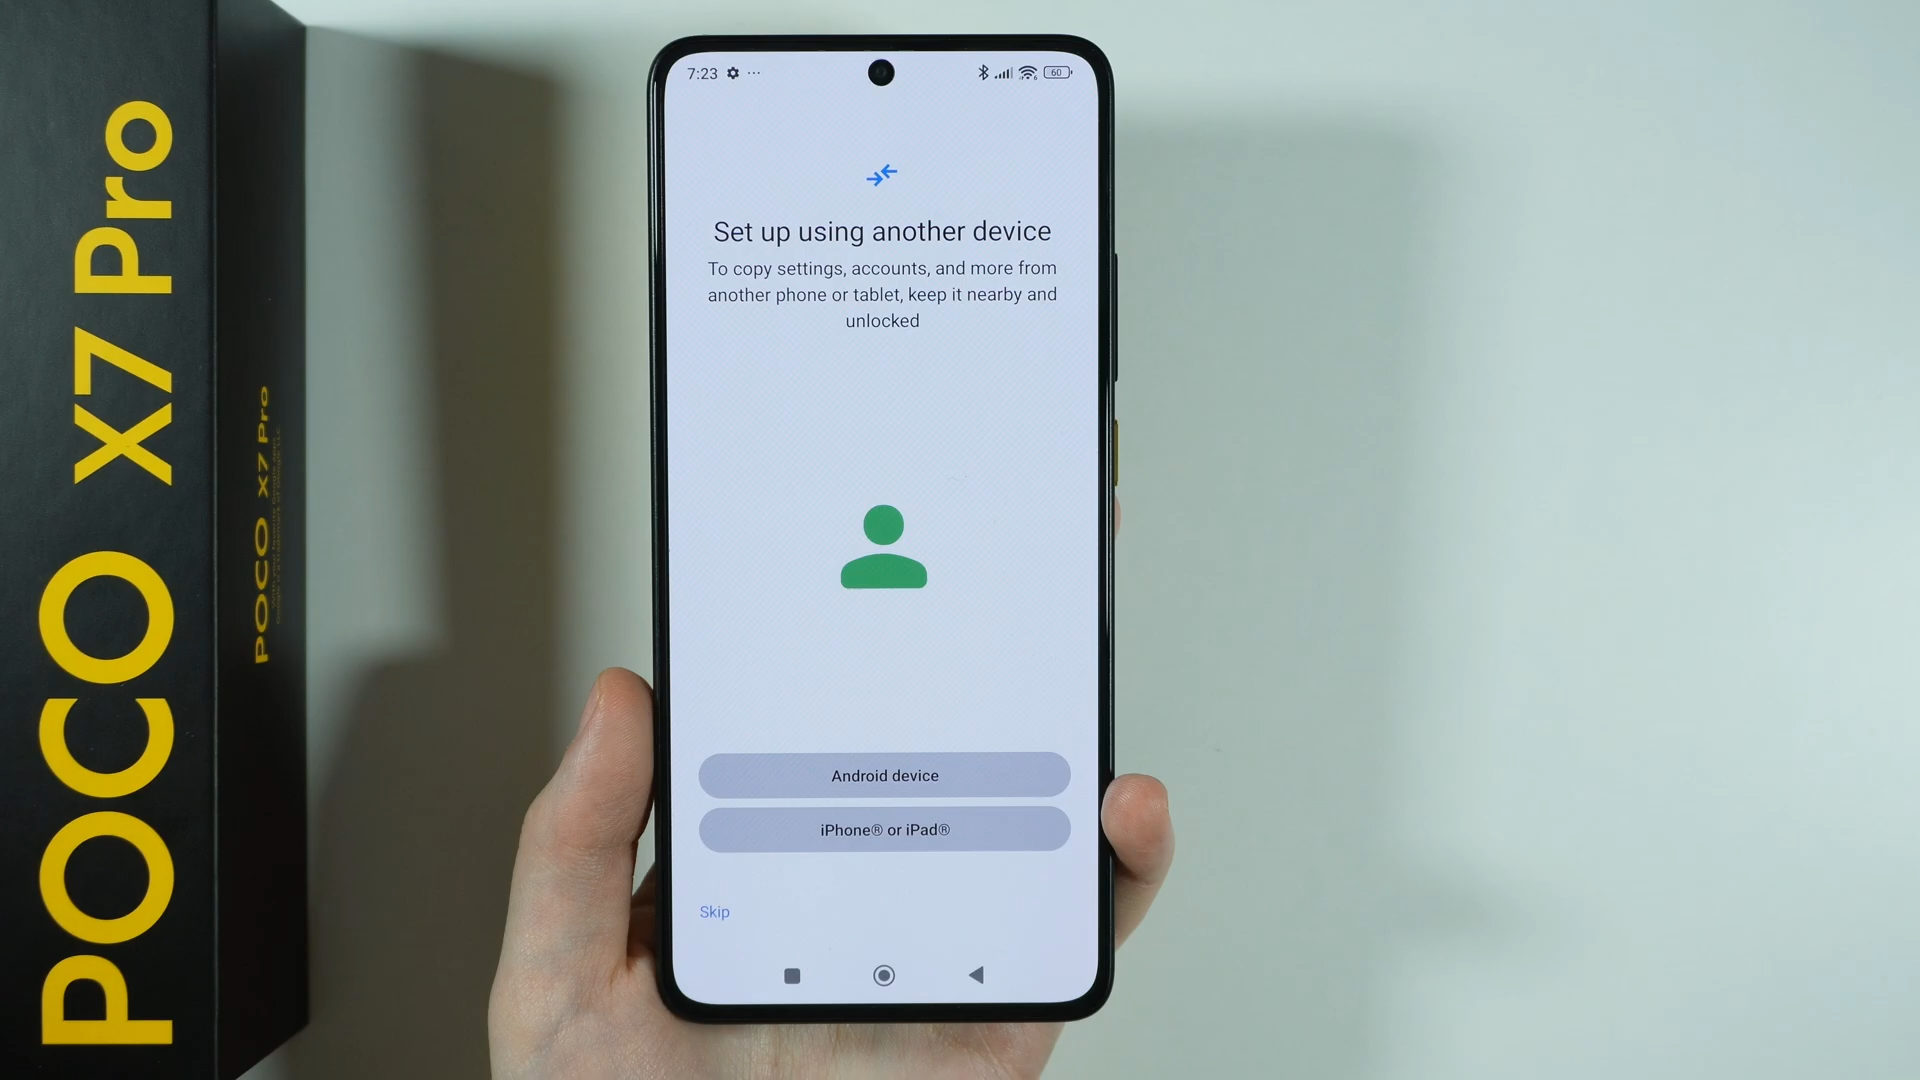 POCO X7 Pro
POCO X7 Pro
7:23
60
Set up using another device
To copy settings, accounts, and more from
another phone or tablet, keep it nearby and
unlocked
Android device
iPhone® or iPad®
Skip